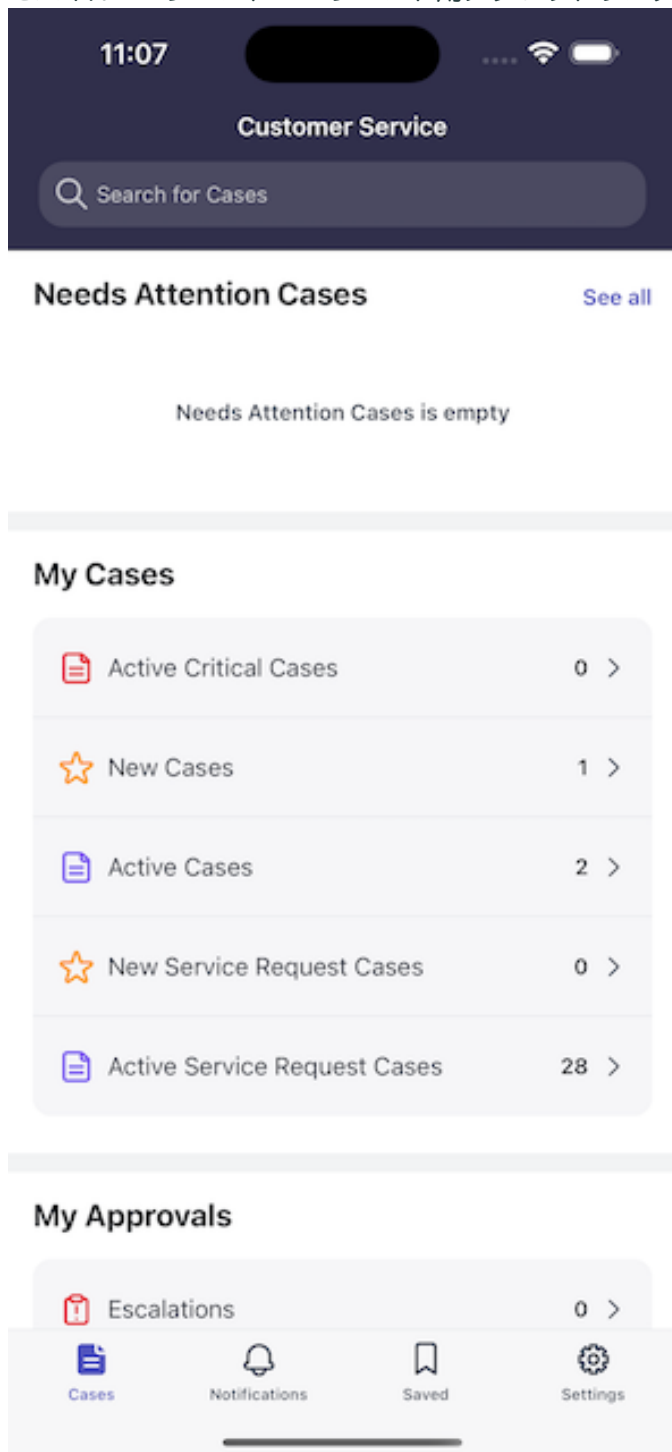 11:07
Customer Service
Search for Cases
Needs Attention Cases
See all
Needs Attention Cases is empty
My Cases
Active Critical Cases 0
New Cases 1
Active Cases 2
New Service Request Cases 0
Active Service Request Cases 28
My Approvals
Escalations 0
Cases Notifications Saved Settings